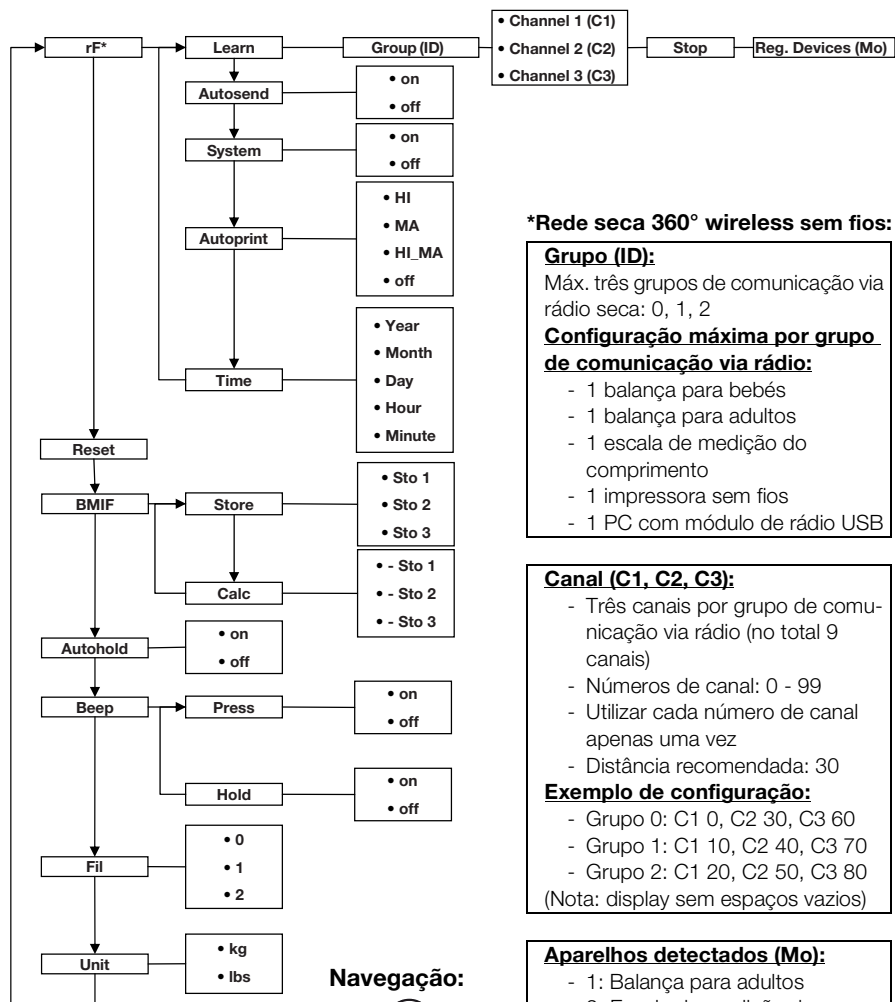 rF*
Learn
Group (ID)
• Channel 1 (C1)
• Channel 2 (C2)
• Channel 3 (C3)
Stop
Reg. Devices (Mo)
Autosend
• on
• off
System
• on
• off
Autoprint
• HI
• MA
• HI_MA
• off
Time
• Year
• Month
• Day
• Hour
• Minute
Reset
BMIF
Store
• Sto 1
• Sto 2
• Sto 3
Calc
• - Sto 1
• - Sto 2
• - Sto 3
Autohold
• on
• off
Beep
Press
• on
• off
Hold
• on
• off
Fil
• 0
• 1
• 2
Unit
• kg
• lbs
Navegação:
*Rede seca 360° wireless sem fios:
Grupo (ID):
Máx. três grupos de comunicação via
rádio seca: 0, 1, 2
Configuração máxima por grupo
de comunicação via rádio:
- 1 balança para bebés
- 1 balança para adultos
- 1 escala de medição do
comprimento
- 1 impressora sem fios
- 1 PC com módulo de rádio USB
Canal (C1, C2, C3):
- Três canais por grupo de comu-
nicação via rádio (no total 9
canais)
- Números de canal: 0 - 99
- Utilizar cada número de canal
apenas uma vez
- Distância recomendada: 30
Exemplo de configuração:
- Grupo 0: C1 0, C2 30, C3 60
- Grupo 1: C1 10, C2 40, C3 70
- Grupo 2: C1 20, C2 50, C3 80
(Nota: display sem espaços vazios)
Aparelhos detectados (Mo):
- 1: Balança para adultos